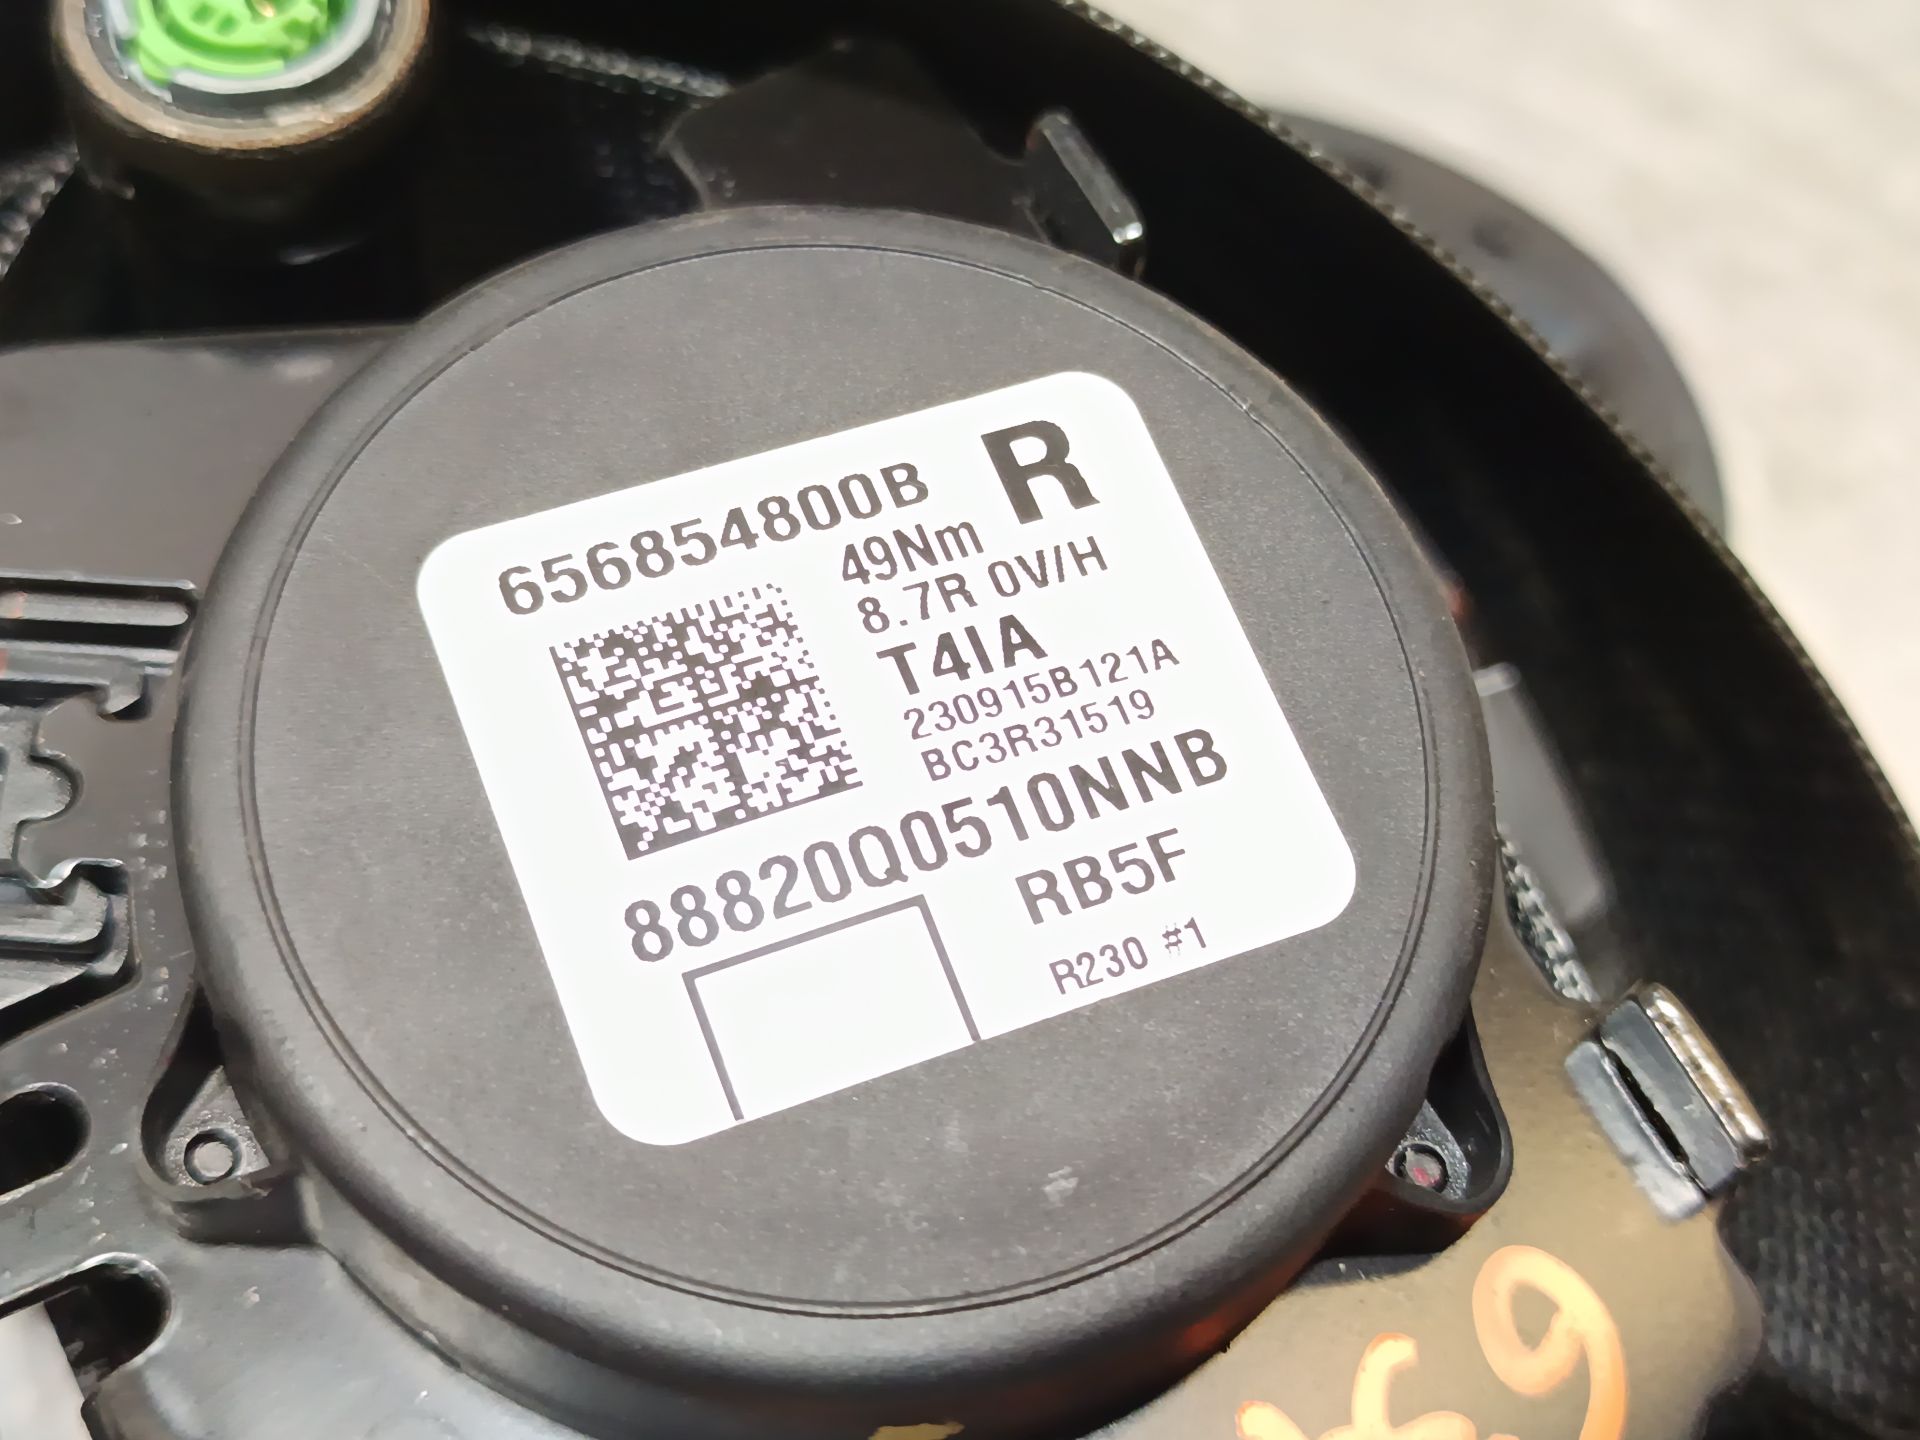 656854800B
R
49Nm
8.7R 0V/H
T4IA
230915B121A
BC3R31519
88820Q0510NNB
RB5F
R230 #1